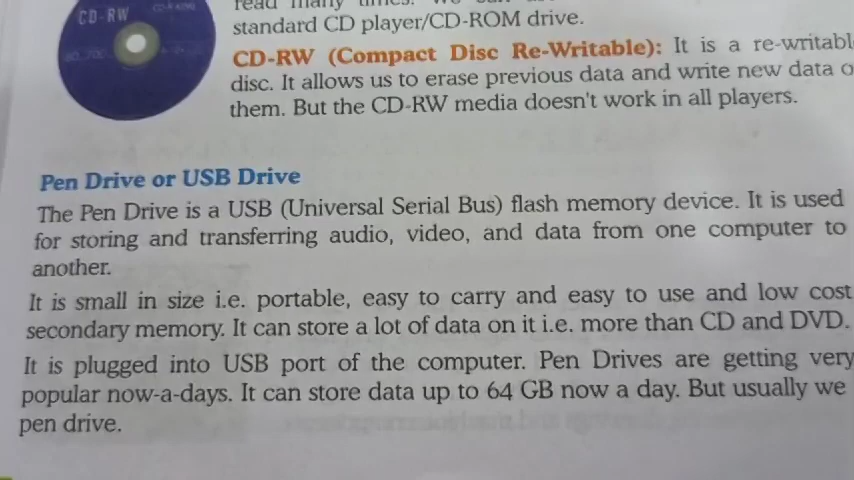 CD-RW
read many times. We can use
standard CD player/CD-ROM drive.
CD-RW (Compact Disc Re-Writable): It is a re-writabl
disc. It allows us to erase previous data and write new data o
them. But the CD-RW media doesn't work in all players.
Pen Drive or USB Drive
The Pen Drive is a USB (Universal Serial Bus) flash memory device. It is used
for storing and transferring audio, video, and data from one computer to
another.
It is small in size i.e. portable, easy to carry and easy to use and low cost
secondary memory. It can store a lot of data on it i.e. more than CD and DVD.
It is plugged into USB port of the computer. Pen Drives are getting very
popular now-a-days. It can store data up to 64 GB now a day. But usually we
pen drive.